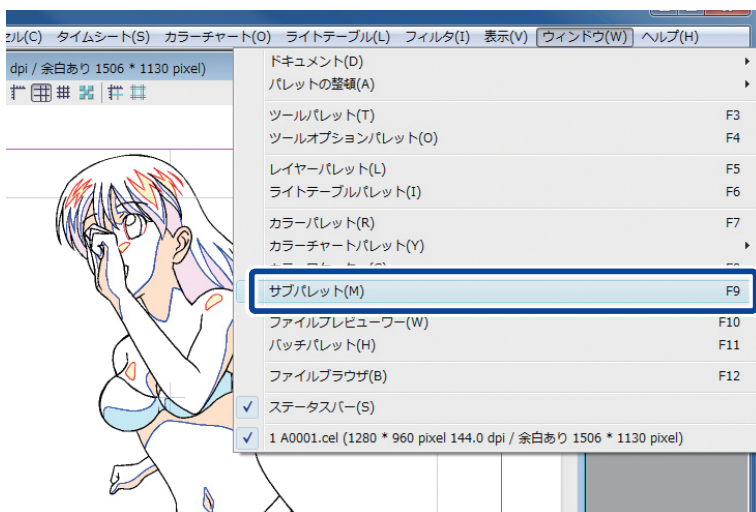 セル(C) タイムシート(S) カラーチャート(O) ライトテーブル(L) フィルタ(I) 表示(V) ウィンドウ(W) ヘルプ(H)
dpi / 余白あり 1506 * 1130 pixel)
ドキュメント(D)
パレットの整頓(A)
ツールパレット(T) F3
ツールオプションパレット(O) F4
レイヤーパレット(L) F5
ライトテーブルパレット(I) F6
カラーパレット(R) F7
カラーチャートパレット(Y)
サブパレット(M) F9
ファイルプレビューワー(W) F10
バッチパレット(H) F11
ファイルブラウザ(B) F12
ステータスバー(S)
1 A0001.cel (1280 * 960 pixel 144.0 dpi / 余白あり 1506 * 1130 pixel)